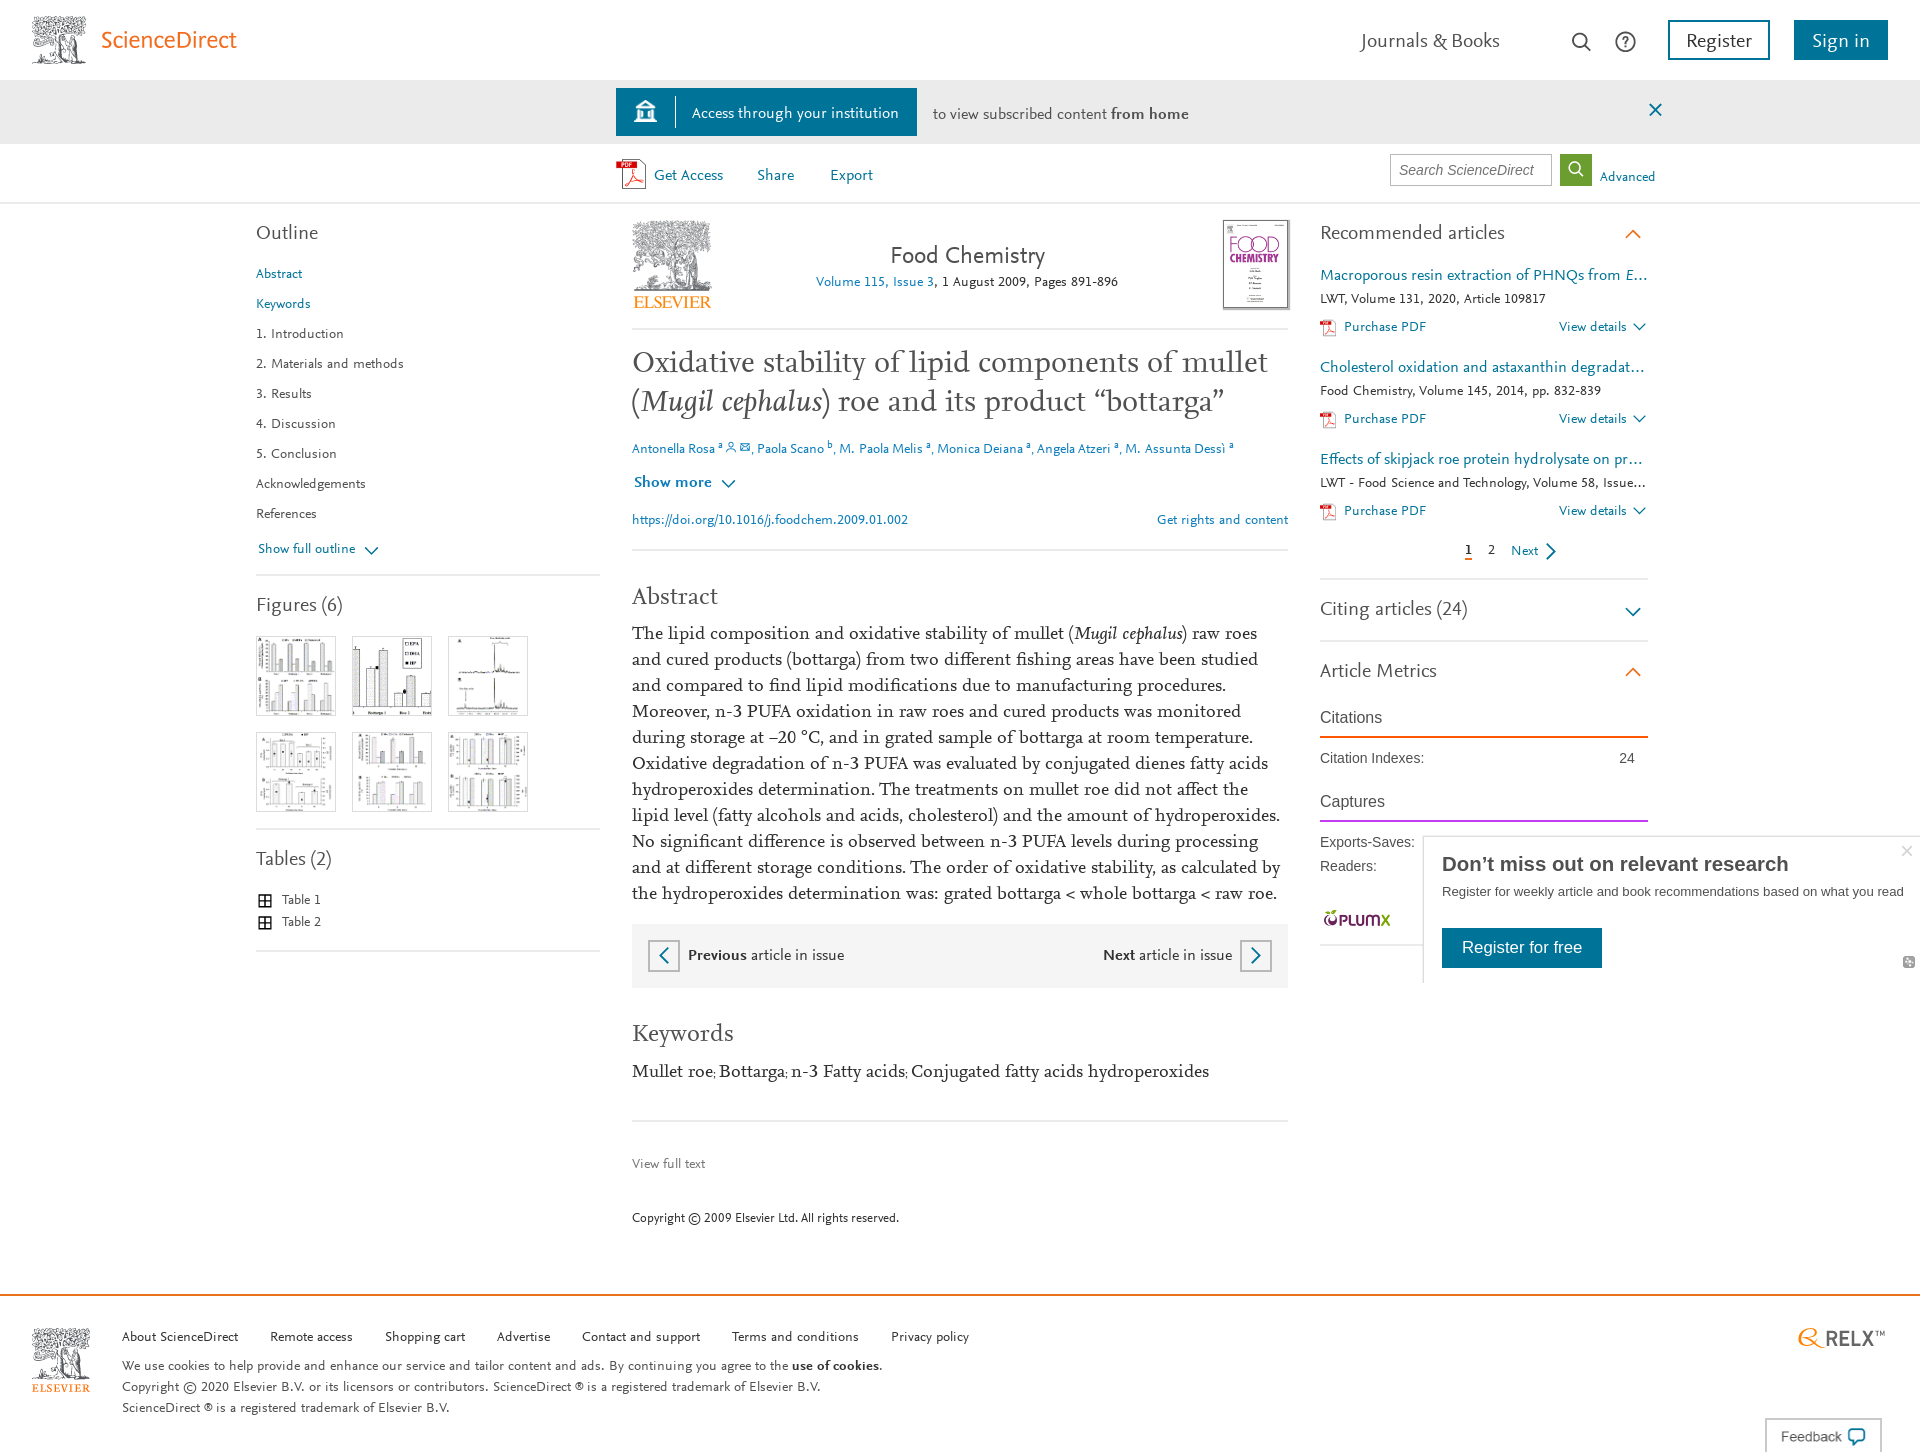 ScienceDirect
Journals & Books
Register
Sign in
Access through your institution
to view subscribed content from home
Get Access
Share
Export
Search ScienceDirect
Advanced
Outline
Abstract
Keywords
1. Introduction
2. Materials and methods
3. Results
4. Discussion
5. Conclusion
Acknowledgements
References
Show full outline
Figures (6)
Tables (2)
Table 1
Table 2
ELSEVIER
Food Chemistry
Volume 115, Issue 3, 1 August 2009, Pages 891-896
FOOD
CHEMISTRY
Oxidative stability of lipid components of mullet
(Mugil cephalus) roe and its product “bottarga”
Antonella Rosa a, Paola Scano b, M. Paola Melis a, Monica Deiana a, Angela Atzeri a, M. Assunta Dessì a
Show more
https://doi.org/10.1016/j.foodchem.2009.01.002
Get rights and content
Abstract
The lipid composition and oxidative stability of mullet (Mugil cephalus) raw roes
and cured products (bottarga) from two different fishing areas have been studied
and compared to find lipid modifications due to manufacturing procedures.
Moreover, n-3 PUFA oxidation in raw roes and cured products was monitored
during storage at –20 °C, and in grated sample of bottarga at room temperature.
Oxidative degradation of n-3 PUFA was evaluated by conjugated dienes fatty acids
hydroperoxides determination. The treatments on mullet roe did not affect the
lipid level (fatty alcohols and acids, cholesterol) and the amount of hydroperoxides.
No significant difference is observed between n-3 PUFA levels during processing
and at different storage conditions. The order of oxidative stability, as calculated by
the hydroperoxides determination was: grated bottarga < whole bottarga < raw roe.
Previous article in issue
Next article in issue
Keywords
Mullet roe; Bottarga; n-3 Fatty acids; Conjugated fatty acids hydroperoxides
View full text
Copyright © 2009 Elsevier Ltd. All rights reserved.
Recommended articles
Macroporous resin extraction of PHNQs from E…
LWT, Volume 131, 2020, Article 109817
Purchase PDF
View details
Cholesterol oxidation and astaxanthin degradat…
Food Chemistry, Volume 145, 2014, pp. 832-839
Purchase PDF
View details
Effects of skipjack roe protein hydrolysate on pr…
LWT - Food Science and Technology, Volume 58, Issue…
Purchase PDF
View details
1 2 Next
Citing articles (24)
Article Metrics
Citations
Citation Indexes: 24
Captures
Exports-Saves:
Readers:
PLUMX
Don’t miss out on relevant research
Register for weekly article and book recommendations based on what you read
Register for free
ELSEVIER
About ScienceDirect
Remote access
Shopping cart
Advertise
Contact and support
Terms and conditions
Privacy policy
We use cookies to help provide and enhance our service and tailor content and ads. By continuing you agree to the use of cookies.
Copyright © 2020 Elsevier B.V. or its licensors or contributors. ScienceDirect ® is a registered trademark of Elsevier B.V.
ScienceDirect ® is a registered trademark of Elsevier B.V.
RELX™
Feedback